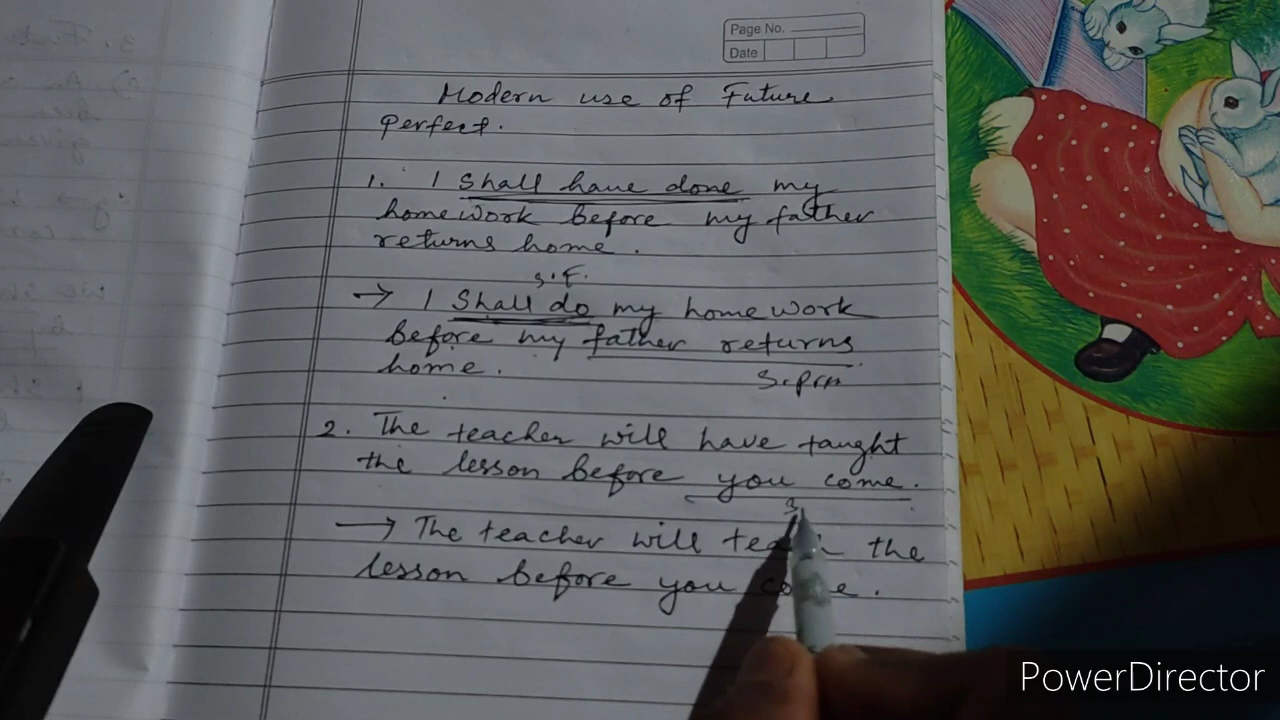 Page No.
Date
Modern use of Future
Perfect.
1. I shall have done my
homework before my father
returns home.
S.F.
→ I shall do my homework
before my father returns
home.
S.prn
2. The teacher will have taught
the lesson before you come.
→ The teacher will teach the
lesson before you come.
PowerDirector